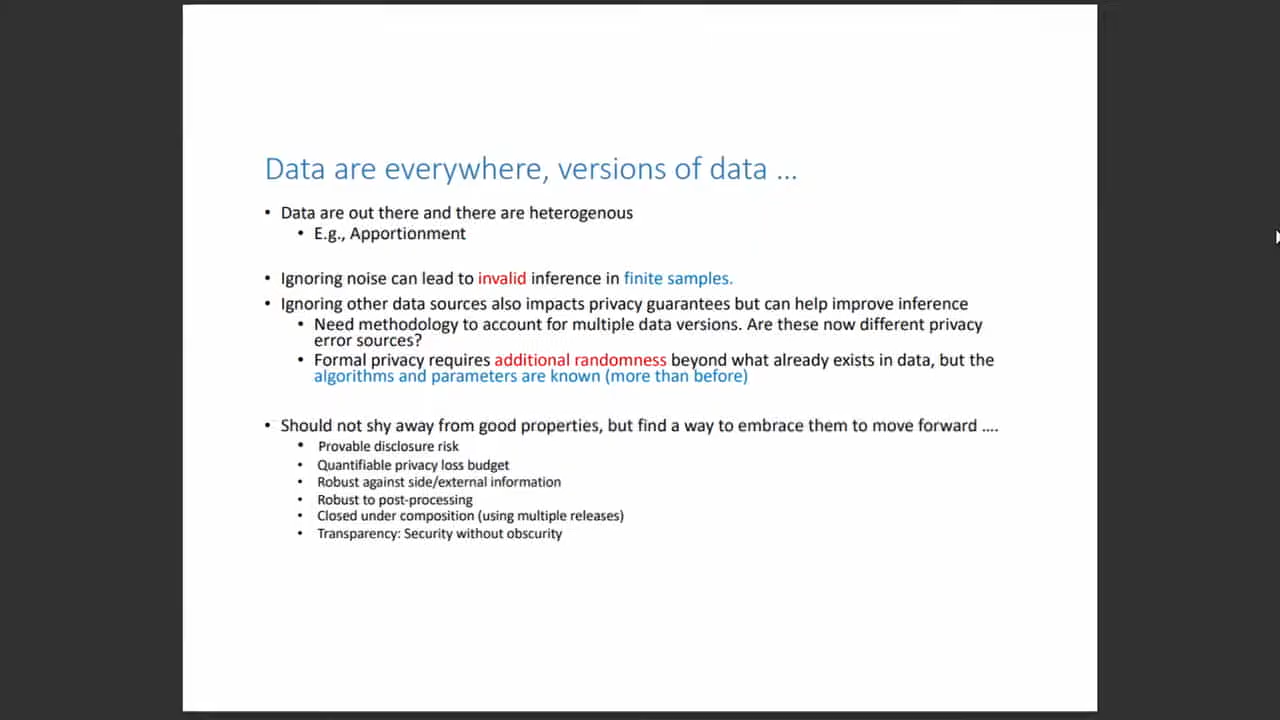 Data are everywhere, versions of data ...
• Data are out there and there are heterogenous
• E.g., Apportionment
• Ignoring noise can lead to invalid inference in finite samples.
• Ignoring other data sources also impacts privacy guarantees but can help improve inference
• Need methodology to account for multiple data versions. Are these now different privacy
error sources?
• Formal privacy requires additional randomness beyond what already exists in data, but the
algorithms and parameters are known (more than before)
• Should not shy away from good properties, but find a way to embrace them to move forward ....
• Provable disclosure risk
• Quantifiable privacy loss budget
• Robust against side/external information
• Robust to post-processing
• Closed under composition (using multiple releases)
• Transparency: Security without obscurity